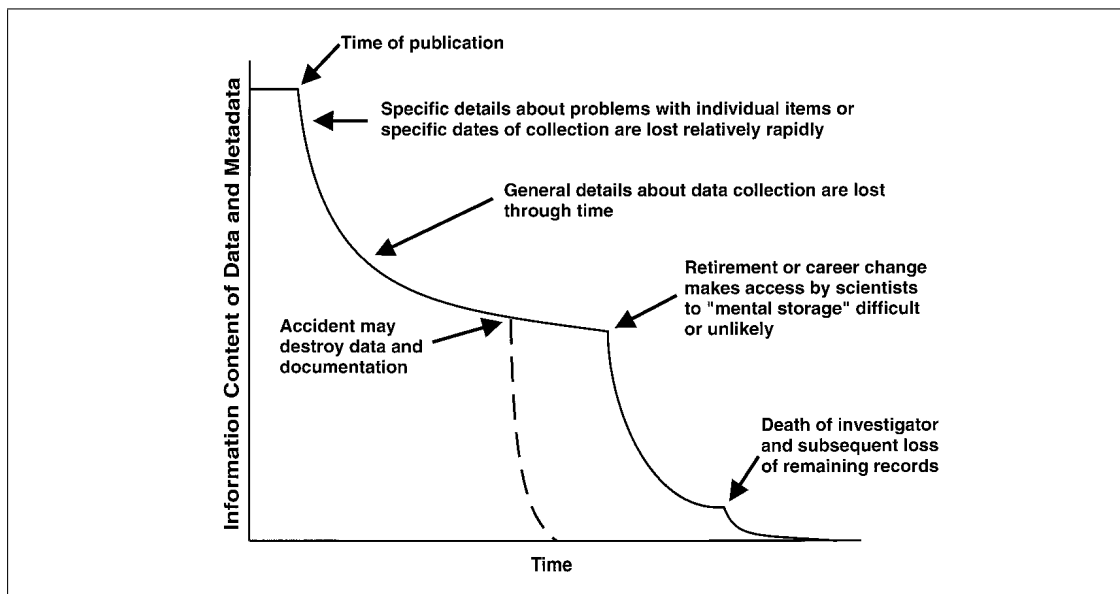 Time of publication
Specific details about problems with individual items or
specific dates of collection are lost relatively rapidly
General details about data collection are lost
through time
Retirement or career change
makes access by scientists
to "mental storage" difficult
or unlikely
Accident may
destroy data and
documentation
Death of investigator
and subsequent loss
of remaining records
Information Content of Data and Metadata
Time